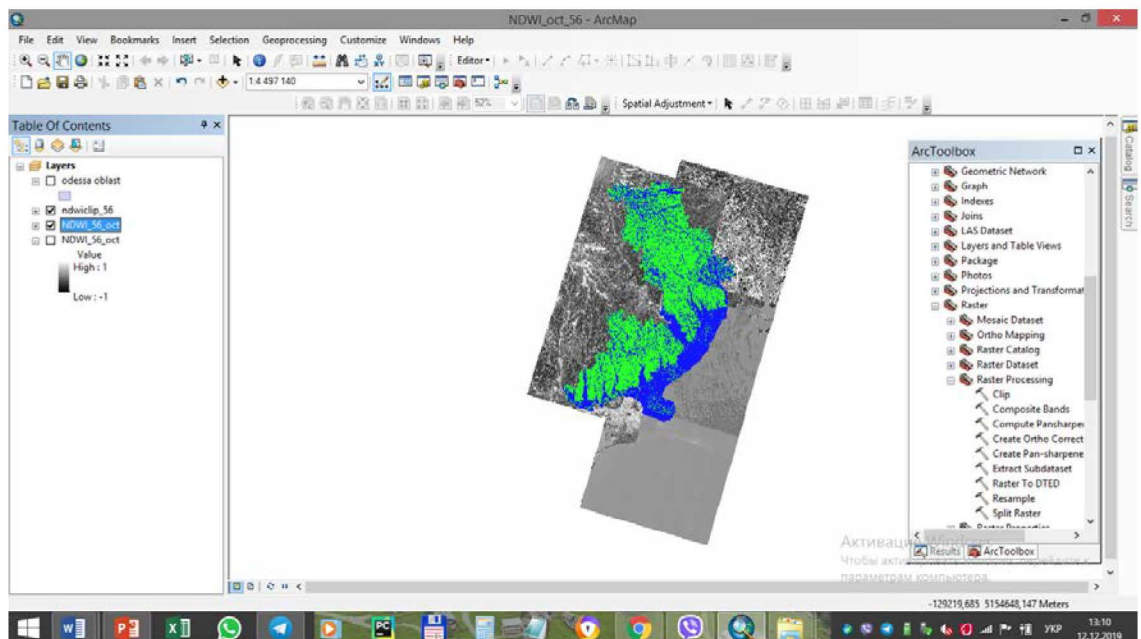 NDWI_oct_56 - ArcMap
File Edit View Bookmarks Insert Selection Geoprocessing Customize Windows Help
Editor
1:4 497 140
52%
Spatial Adjustment
Table Of Contents
Layers
odessa oblast
ndwiclip_56
NDWI_56_oct
NDWI_56_oct
Value
High : 1
Low : -1
ArcToolbox
Geometric Network
Graph
Indexes
Joins
LAS Dataset
Layers and Table Views
Package
Photos
Projections and Transformat
Raster
Mosaic Dataset
Ortho Mapping
Raster Catalog
Raster Dataset
Raster Processing
Clip
Composite Bands
Compute Pansharpe
Create Ortho Correct
Create Pan-sharpene
Extract Subdataset
Raster To DTED
Resample
Split Raster
Raster Properties
Results ArcToolbox
Catalog
Search
Активация Windows
Чтобы активировать Windows, перейдите к
параметрам компьютера.
-129219,685 5154648,147 Meters
УКР
13:10
12.12.2019